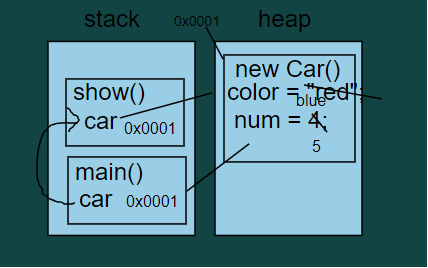 stack
0x0001
heap
new Car()
color = "red";
blue
num = 4;
5
show()
car 0x0001
main()
car 0x0001